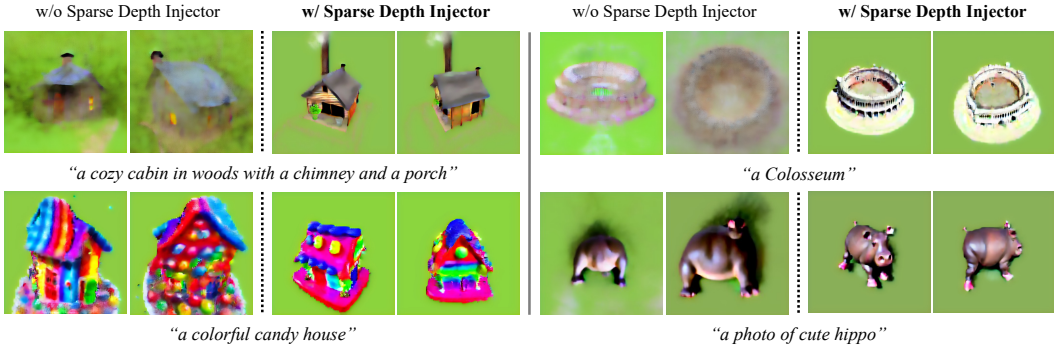 w/o Sparse Depth Injector
w/ Sparse Depth Injector
w/o Sparse Depth Injector
w/ Sparse Depth Injector
“a cozy cabin in woods with a chimney and a porch”
“a Colosseum”
“a colorful candy house”
“a photo of cute hippo”